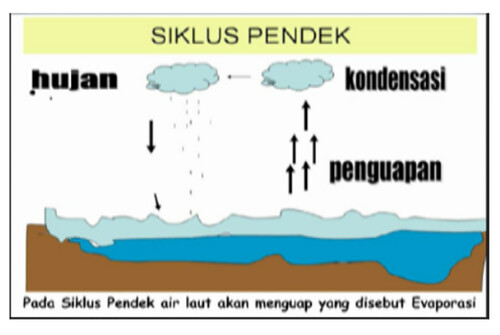 SIKLUS PENDEK
hujan
kondensasi
penguapan
Pada Siklus Pendek air laut akan menguap yang disebut Evaporasi